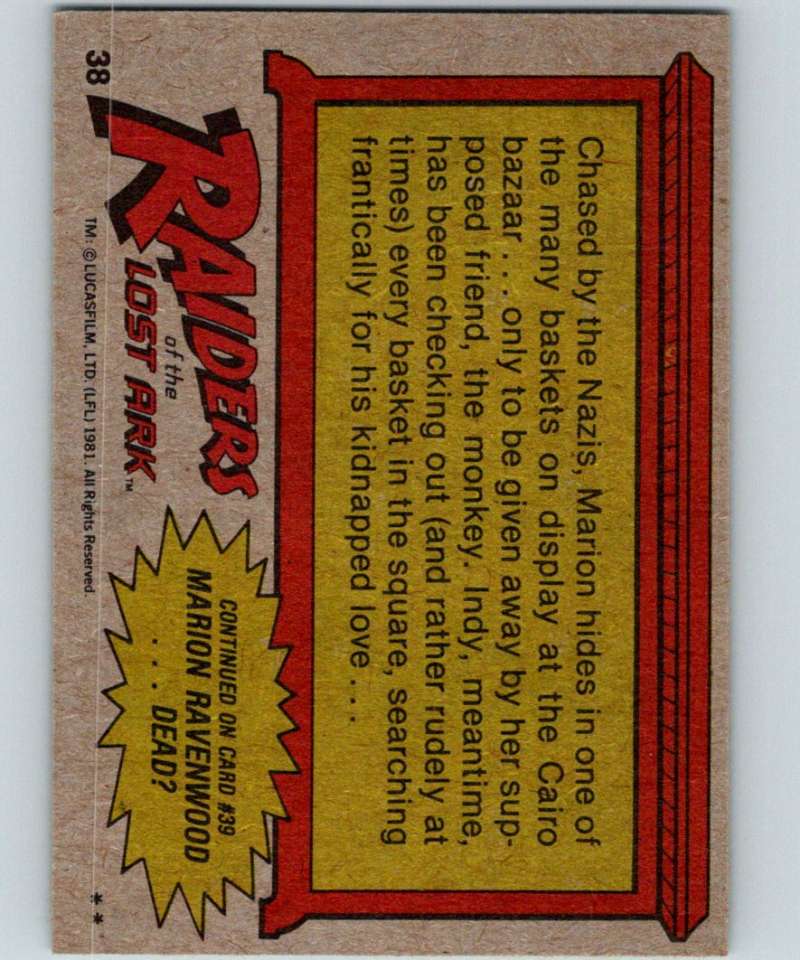 Chased by the Nazis, Marion hides in one of
the many baskets on display at the Cairo
bazaar . . . only to be given away by her sup-
posed friend, the monkey. Indy, meantime,
has been checking out (and rather rudely at
times) every basket in the square, searching
frantically for his kidnapped love . . .
RAIDERS
of the
LOST ARK™
CONTINUED ON CARD #39
MARION RAVENWOOD
. . . DEAD?
38
TM: © LUCASFILM, LTD. (LFL) 1981. All Rights Reserved.
* *